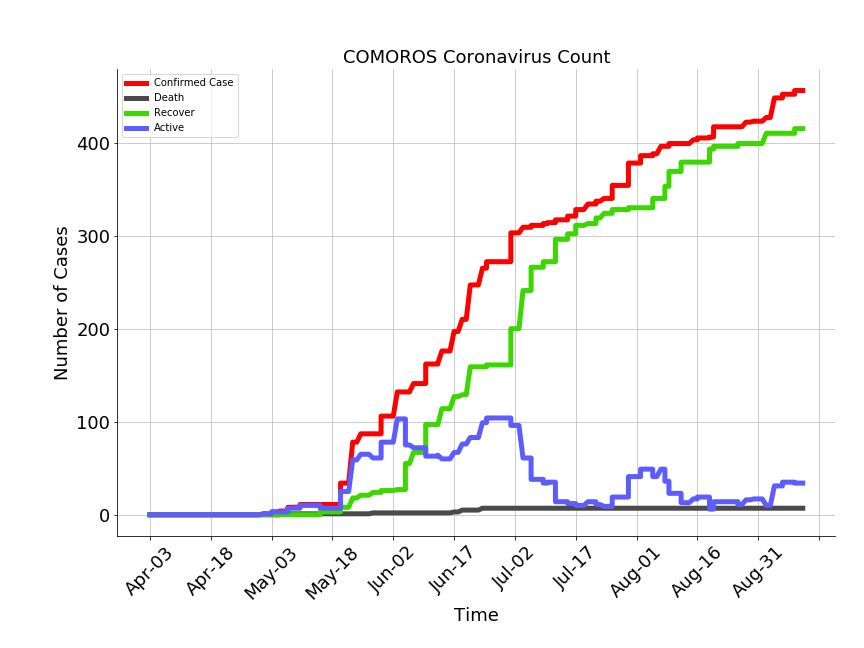 COMOROS Coronavirus Count
Confirmed Case
Death
Recover
Active
Number of Cases
400
300
200
100
0
Apr-03
Apr-18
May-03
May-18
Jun-02
Jun-17
Jul-02
Jul-17
Aug-01
Aug-16
Aug-31
Time